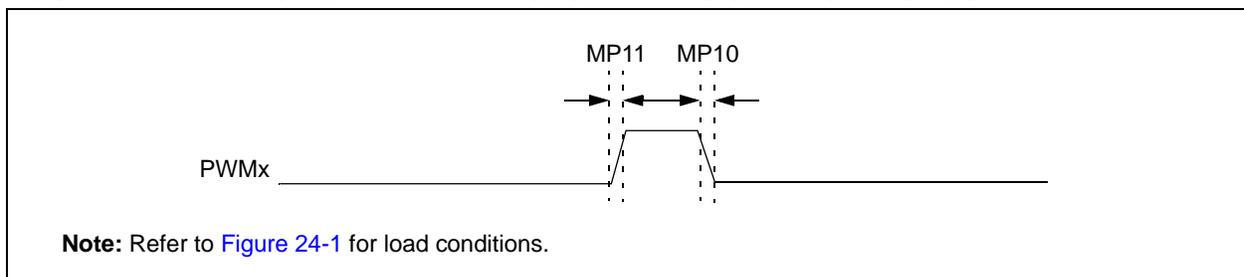 MP11 MP10
PWMx
Note: Refer to Figure 24-1 for load conditions.